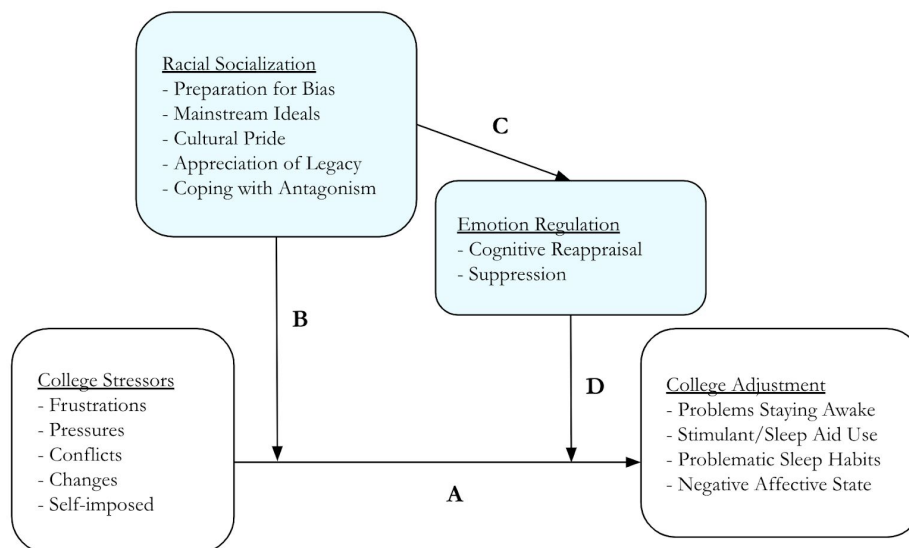 Racial Socialization
- Preparation for Bias
- Mainstream Ideals
- Cultural Pride
- Appreciation of Legacy
- Coping with Antagonism
C
Emotion Regulation
- Cognitive Reappraisal
- Suppression
B
D
College Stressors
- Frustrations
- Pressures
- Conflicts
- Changes
- Self-imposed
A
College Adjustment
- Problems Staying Awake
- Stimulant/Sleep Aid Use
- Problematic Sleep Habits
- Negative Affective State